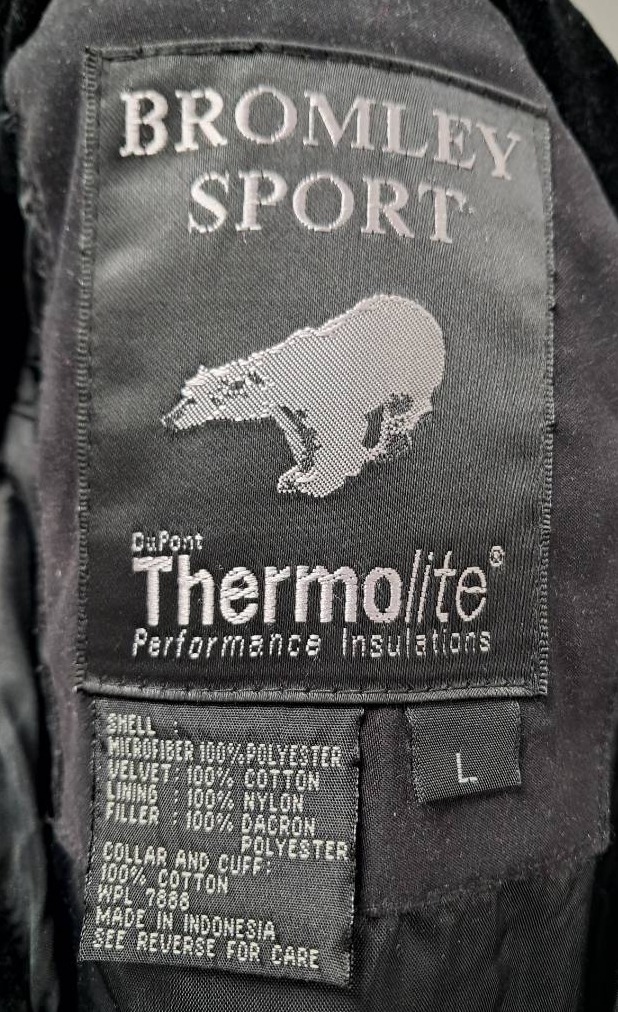 BROMLEY
SPORT
DuPont
Thermolite®
Performance Insulations
SHELL :
MICROFIBER 100% POLYESTER
VELVET : 100% COTTON
LINING : 100% NYLON
FILLER : 100% DACRON
POLYESTER
COLLAR AND CUFF:
100% COTTON
WPL 7888
MADE IN INDONESIA
SEE REVERSE FOR CARE
L